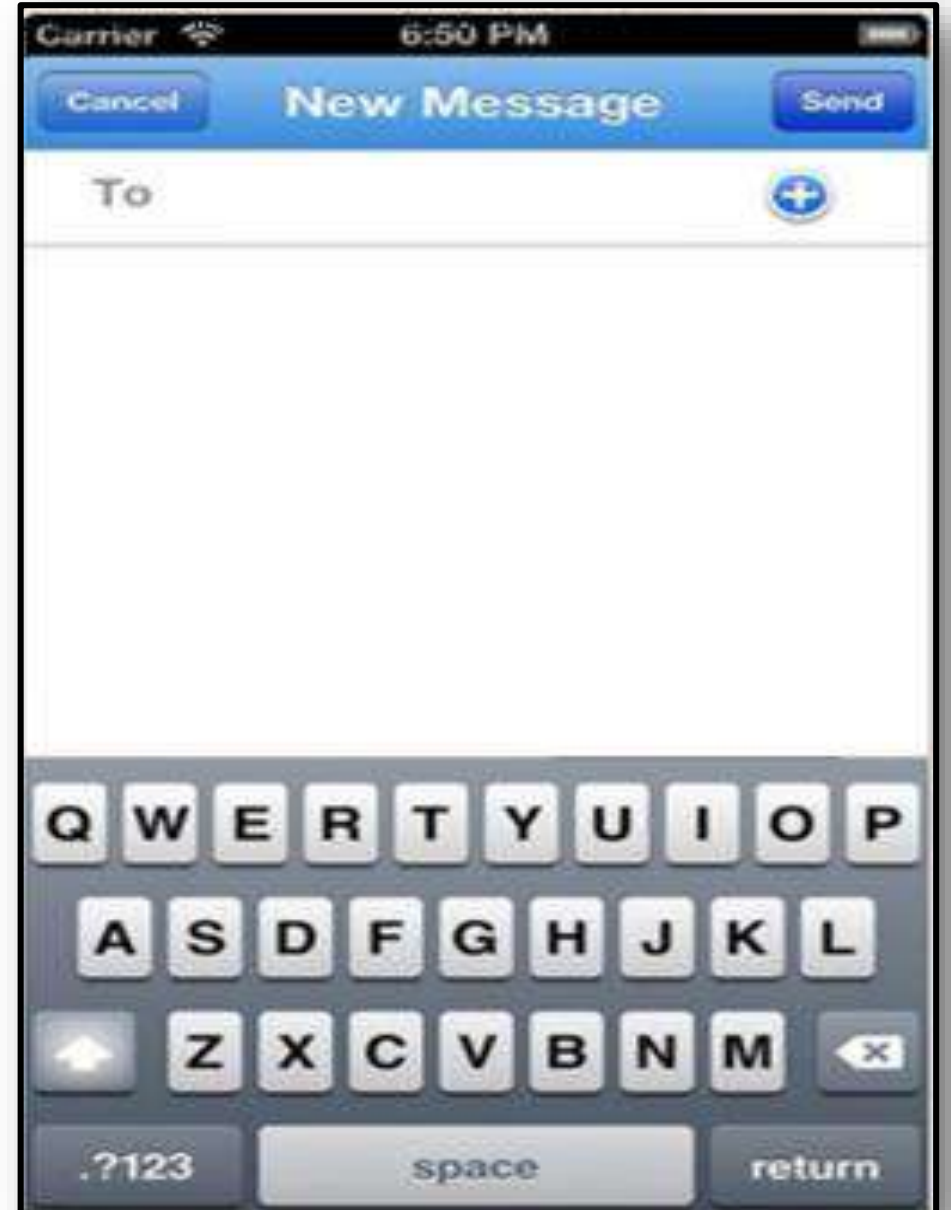 Carrier 6:50 PM
Cancel New Message Send
To
Q W E R T Y U I O P
A S D F G H J K L
Z X C V B N M
.?123 space return